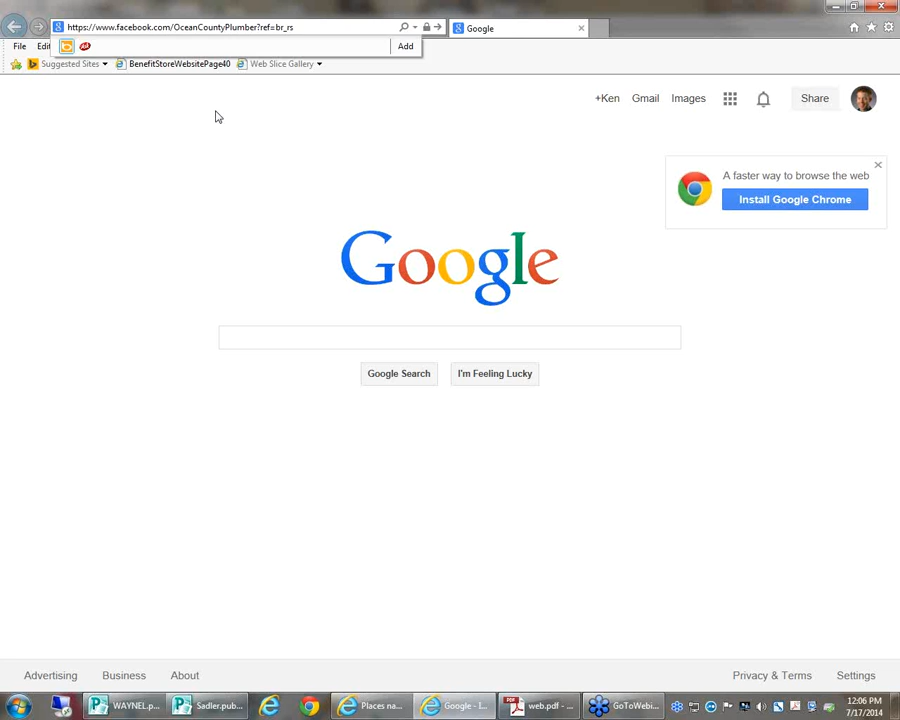 https://www.facebook.com/OceanCountyPlumber?ref=br_rs
Google
File Edi
Add
Suggested Sites
BenefitStoreWebsitePage40
Web Slice Gallery
+Ken
Gmail
Images
Share
A faster way to browse the web
Install Google Chrome
Google
Google Search
I'm Feeling Lucky
Advertising
Business
About
Privacy & Terms
Settings
WAYNEL.p...
Sadler.pub...
Places na...
Google - I...
web.pdf - ...
GoToWebi...
12:06 PM
7/17/2014